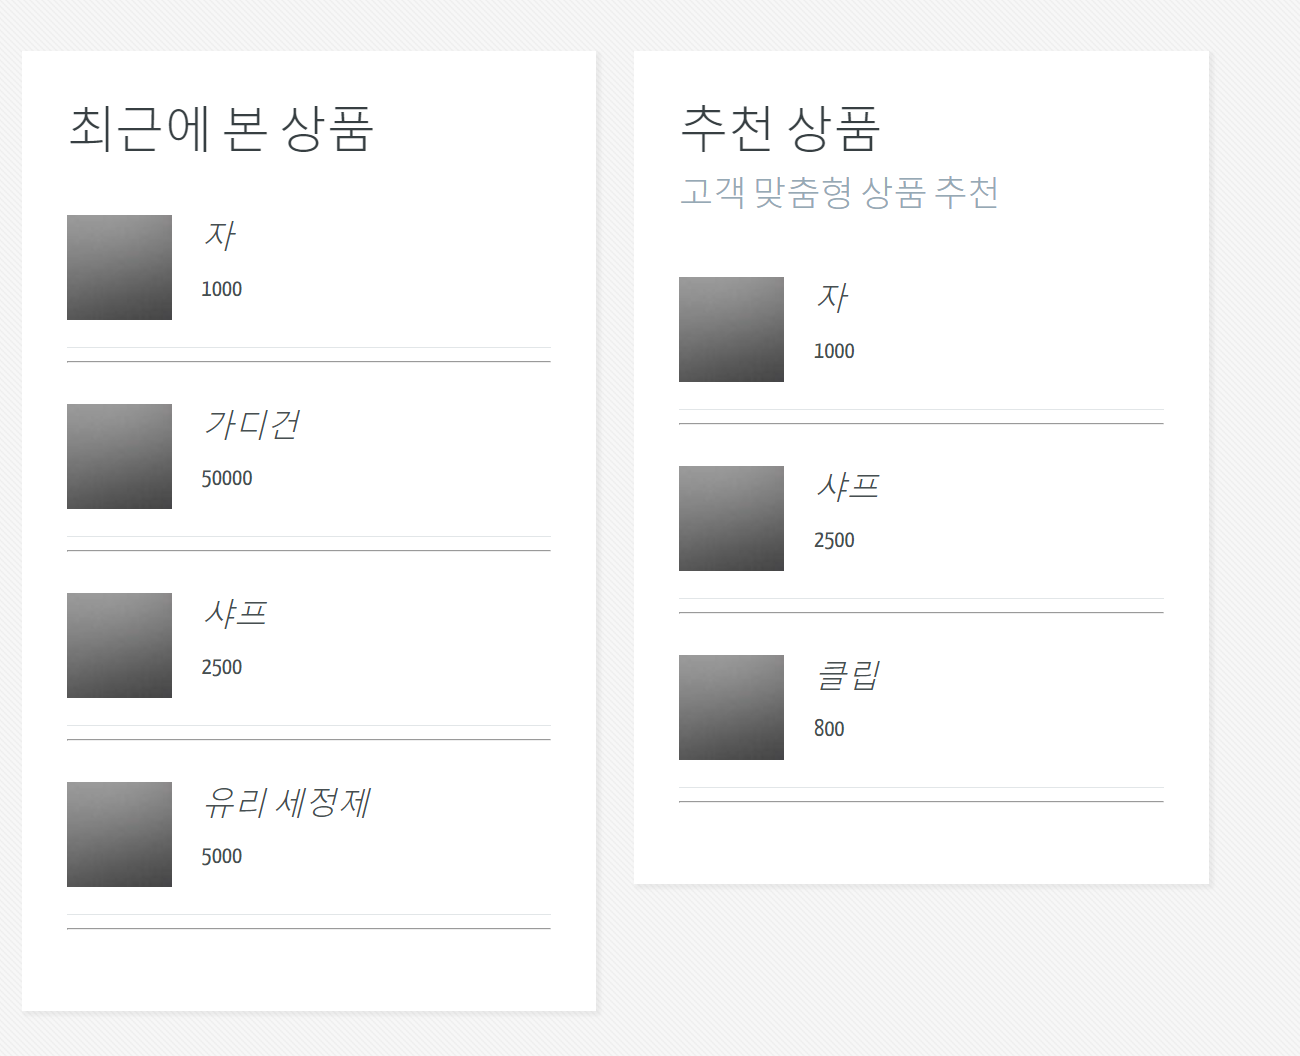 최근에 본 상품
자
1000
가디건
50000
샤프
2500
유리 세정제
5000
추천 상품
고객 맞춤형 상품 추천
자
1000
샤프
2500
클립
800